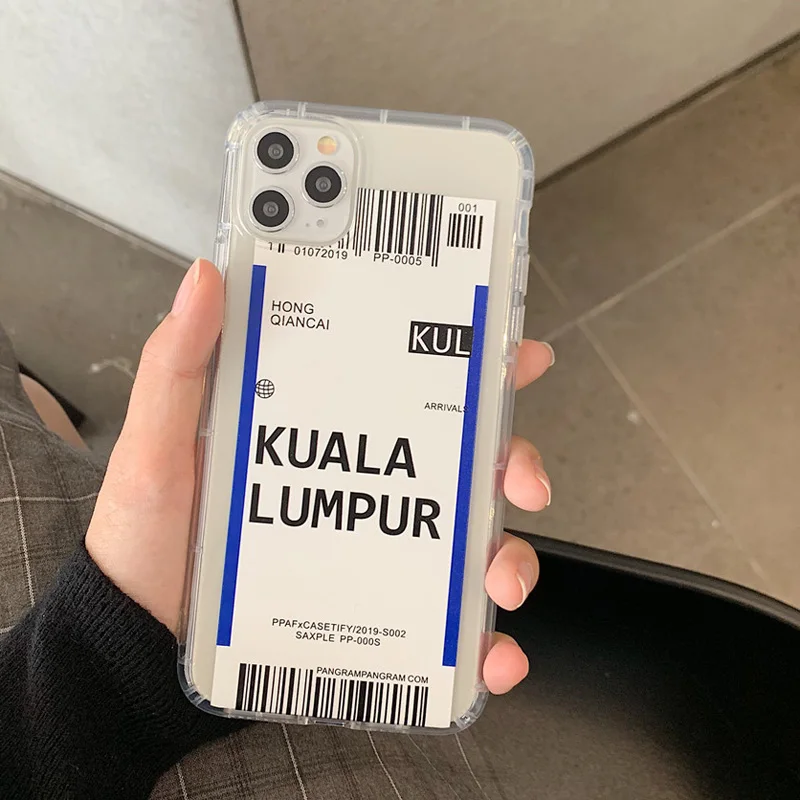 001
01072019 PP-0005
HONG
QIANCAI
KUL
ARRIVALS
KUALA
LUMPUR
PPAFxCASETIFY/2019-S002
SAXPLE PP-000S
PANGRAMPANGRAM.COM